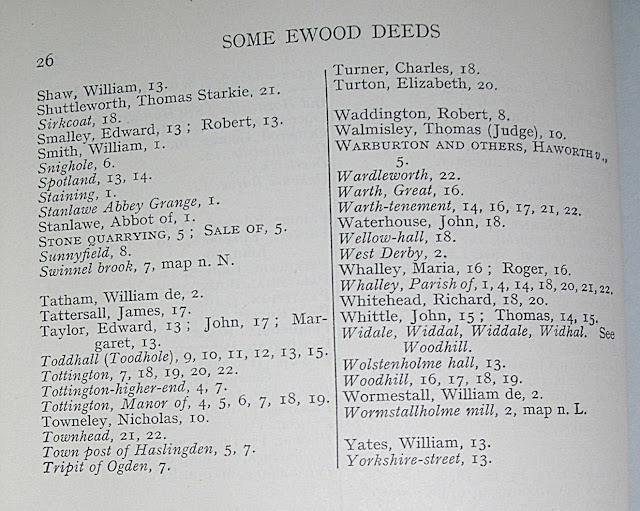 26
SOME EWOOD DEEDS
Shaw, William, 13.
Shuttleworth, Thomas Starkie, 21.
Sirkcoat, 18.
Smalley, Edward, 13 ; Robert, 13.
Smith, William, 1.
Snighole, 6.
Spotland, 13, 14.
Staining, 1.
Stanlawe Abbey Grange, 1.
Stanlawe, Abbot of, 1.
STONE QUARRYING, 5 ; SALE OF, 5.
Sunnyfield, 8.
Swinnel brook, 7, map n. N.
Tatham, William de, 2.
Tattersall, James, 17.
Taylor, Edward, 13 ; John, 17 ; Mar-
garet, 13.
Toddhall (Toodhole), 9, 10, 11, 12, 13, 15.
Tottington, 7, 18, 19, 20, 22.
Tottington-higher-end, 4, 7.
Tottington, Manor of, 4, 5, 6, 7, 18, 19.
Towneley, Nicholas, 10.
Townhead, 21, 22.
Town post of Haslingden, 5, 7.
Tripit of Ogden, 7.
Turner, Charles, 18.
Turton, Elizabeth, 20.
Waddington, Robert, 8.
Walmisley, Thomas (Judge), 10.
WARBURTON AND OTHERS, HAWORTH v.,
5.
Wardleworth, 22.
Warth, Great, 16.
Warth-tenement, 14, 16, 17, 21, 22.
Waterhouse, John, 18.
Wellow-hall, 18.
West Derby, 2.
Whalley, Maria, 16 ; Roger, 16.
Whalley, Parish of, 1, 4, 14, 18, 20, 21, 22.
Whitehead, Richard, 18, 20.
Whittle, John, 15 ; Thomas, 14, 15.
Widale, Widdal, Widdale, Widhal. See
Woodhill.
Wolstenholme hall, 13.
Woodhill, 16, 17, 18, 19.
Wormestall, William de, 2.
Wormstallholme mill, 2, map n. L.
Yates, William, 13.
Yorkshire-street, 13.